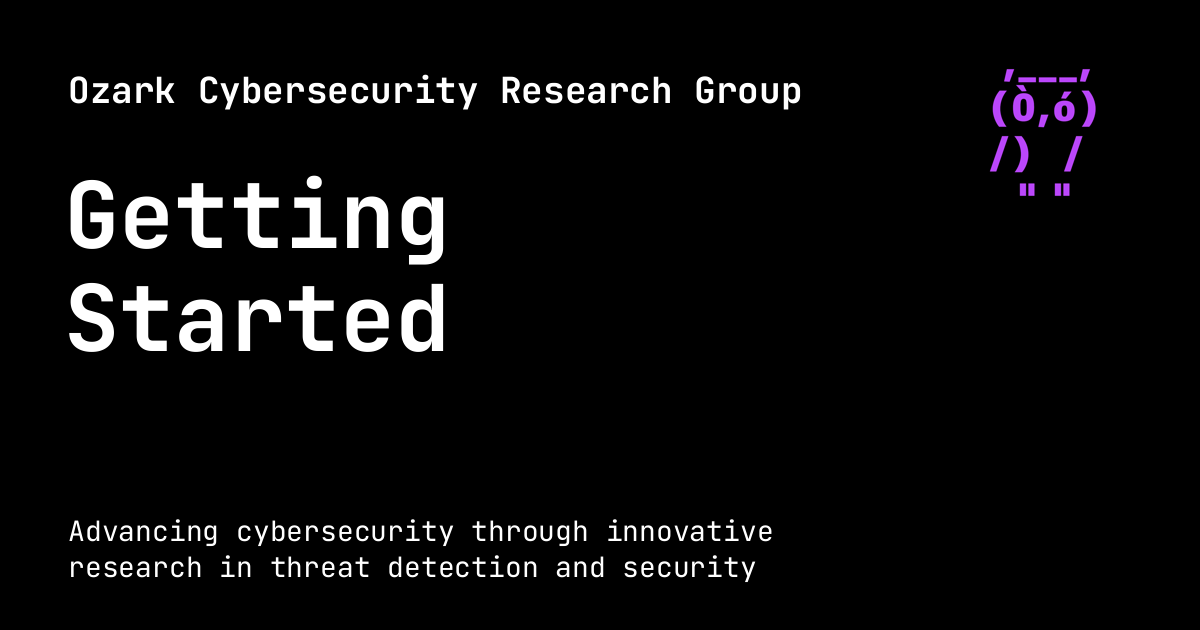 Ozark Cybersecurity Research Group
,___,
(Ò,ó)
/) /
" "
Getting
Started
Advancing cybersecurity through innovative
research in threat detection and security